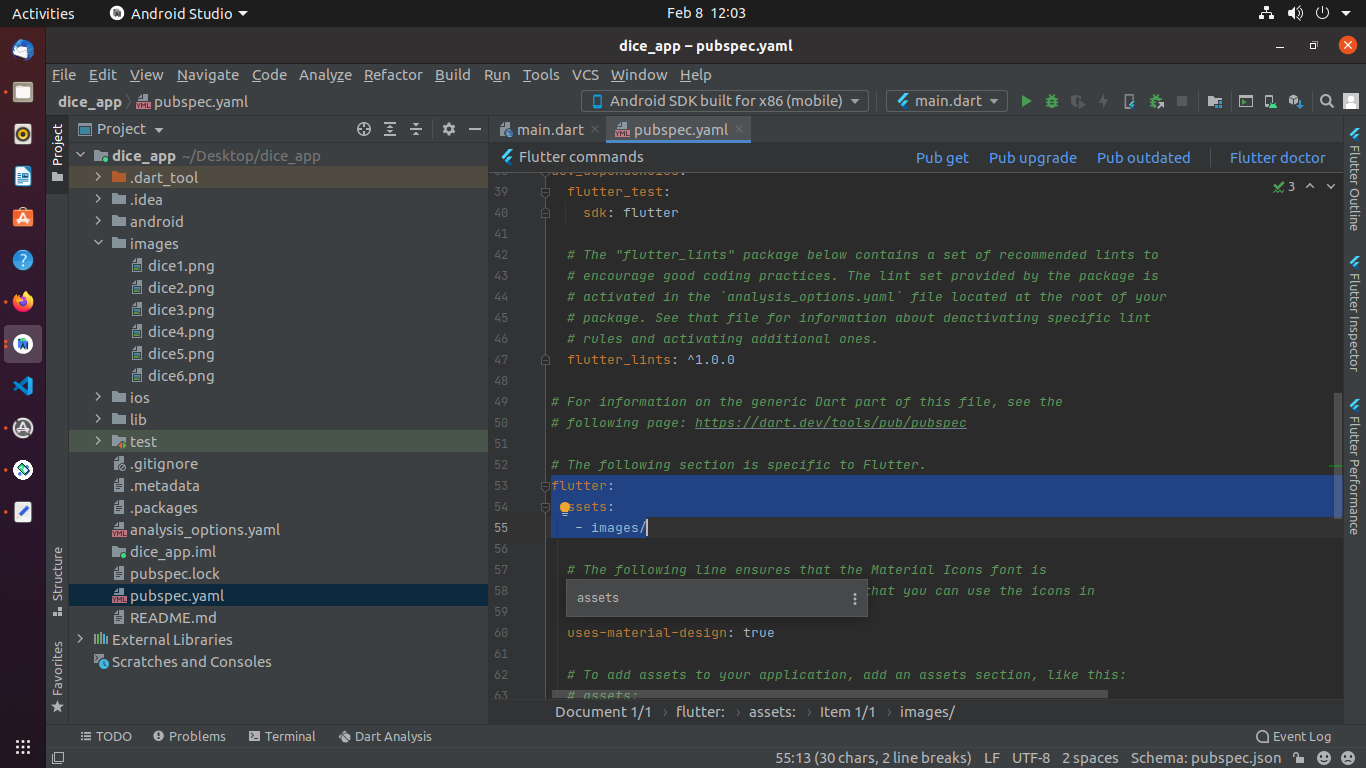 Activities
Android Studio
Feb 8 12:03
dice_app – pubspec.yaml
File Edit View Navigate Code Analyze Refactor Build Run Tools VCS Window Help
dice_app pubspec.yaml
Android SDK built for x86 (mobile)
main.dart
Project
main.dart
pubspec.yaml
Flutter commands
Pub get
Pub upgrade
Pub outdated
Flutter doctor
Project
Structure
Favorites
dice_app ~/Desktop/dice_app
.dart_tool
.idea
android
images
dice1.png
dice2.png
dice3.png
dice4.png
dice5.png
dice6.png
ios
lib
test
.gitignore
.metadata
.packages
analysis_options.yaml
dice_app.iml
pubspec.lock
pubspec.yaml
README.md
External Libraries
Scratches and Consoles
3
39 flutter_test:
40 sdk: flutter
41
42 # The "flutter_lints" package below contains a set of recommended lints to
43 # encourage good coding practices. The lint set provided by the package is
44 # activated in the `analysis_options.yaml` file located at the root of your
45 # package. See that file for information about deactivating specific lint
46 # rules and activating additional ones.
47 flutter_lints: ^1.0.0
48
49 # For information on the generic Dart part of this file, see the
50 # following page: https://dart.dev/tools/pub/pubspec
51
52 # The following section is specific to Flutter.
53 flutter:
54 assets:
55 - images/
56
57 # The following line ensures that the Material Icons font is
58 that you can use the icons in
59
60 uses-material-design: true
61
62 # To add assets to your application, add an assets section, like this:
63 # assets:
assets
Flutter Outline
Flutter Inspector
Flutter Performance
Document 1/1 › flutter: › assets: › Item 1/1 › images/
TODO
Problems
Terminal
Dart Analysis
Event Log
55:13 (30 chars, 2 line breaks) LF UTF-8 2 spaces Schema: pubspec.json